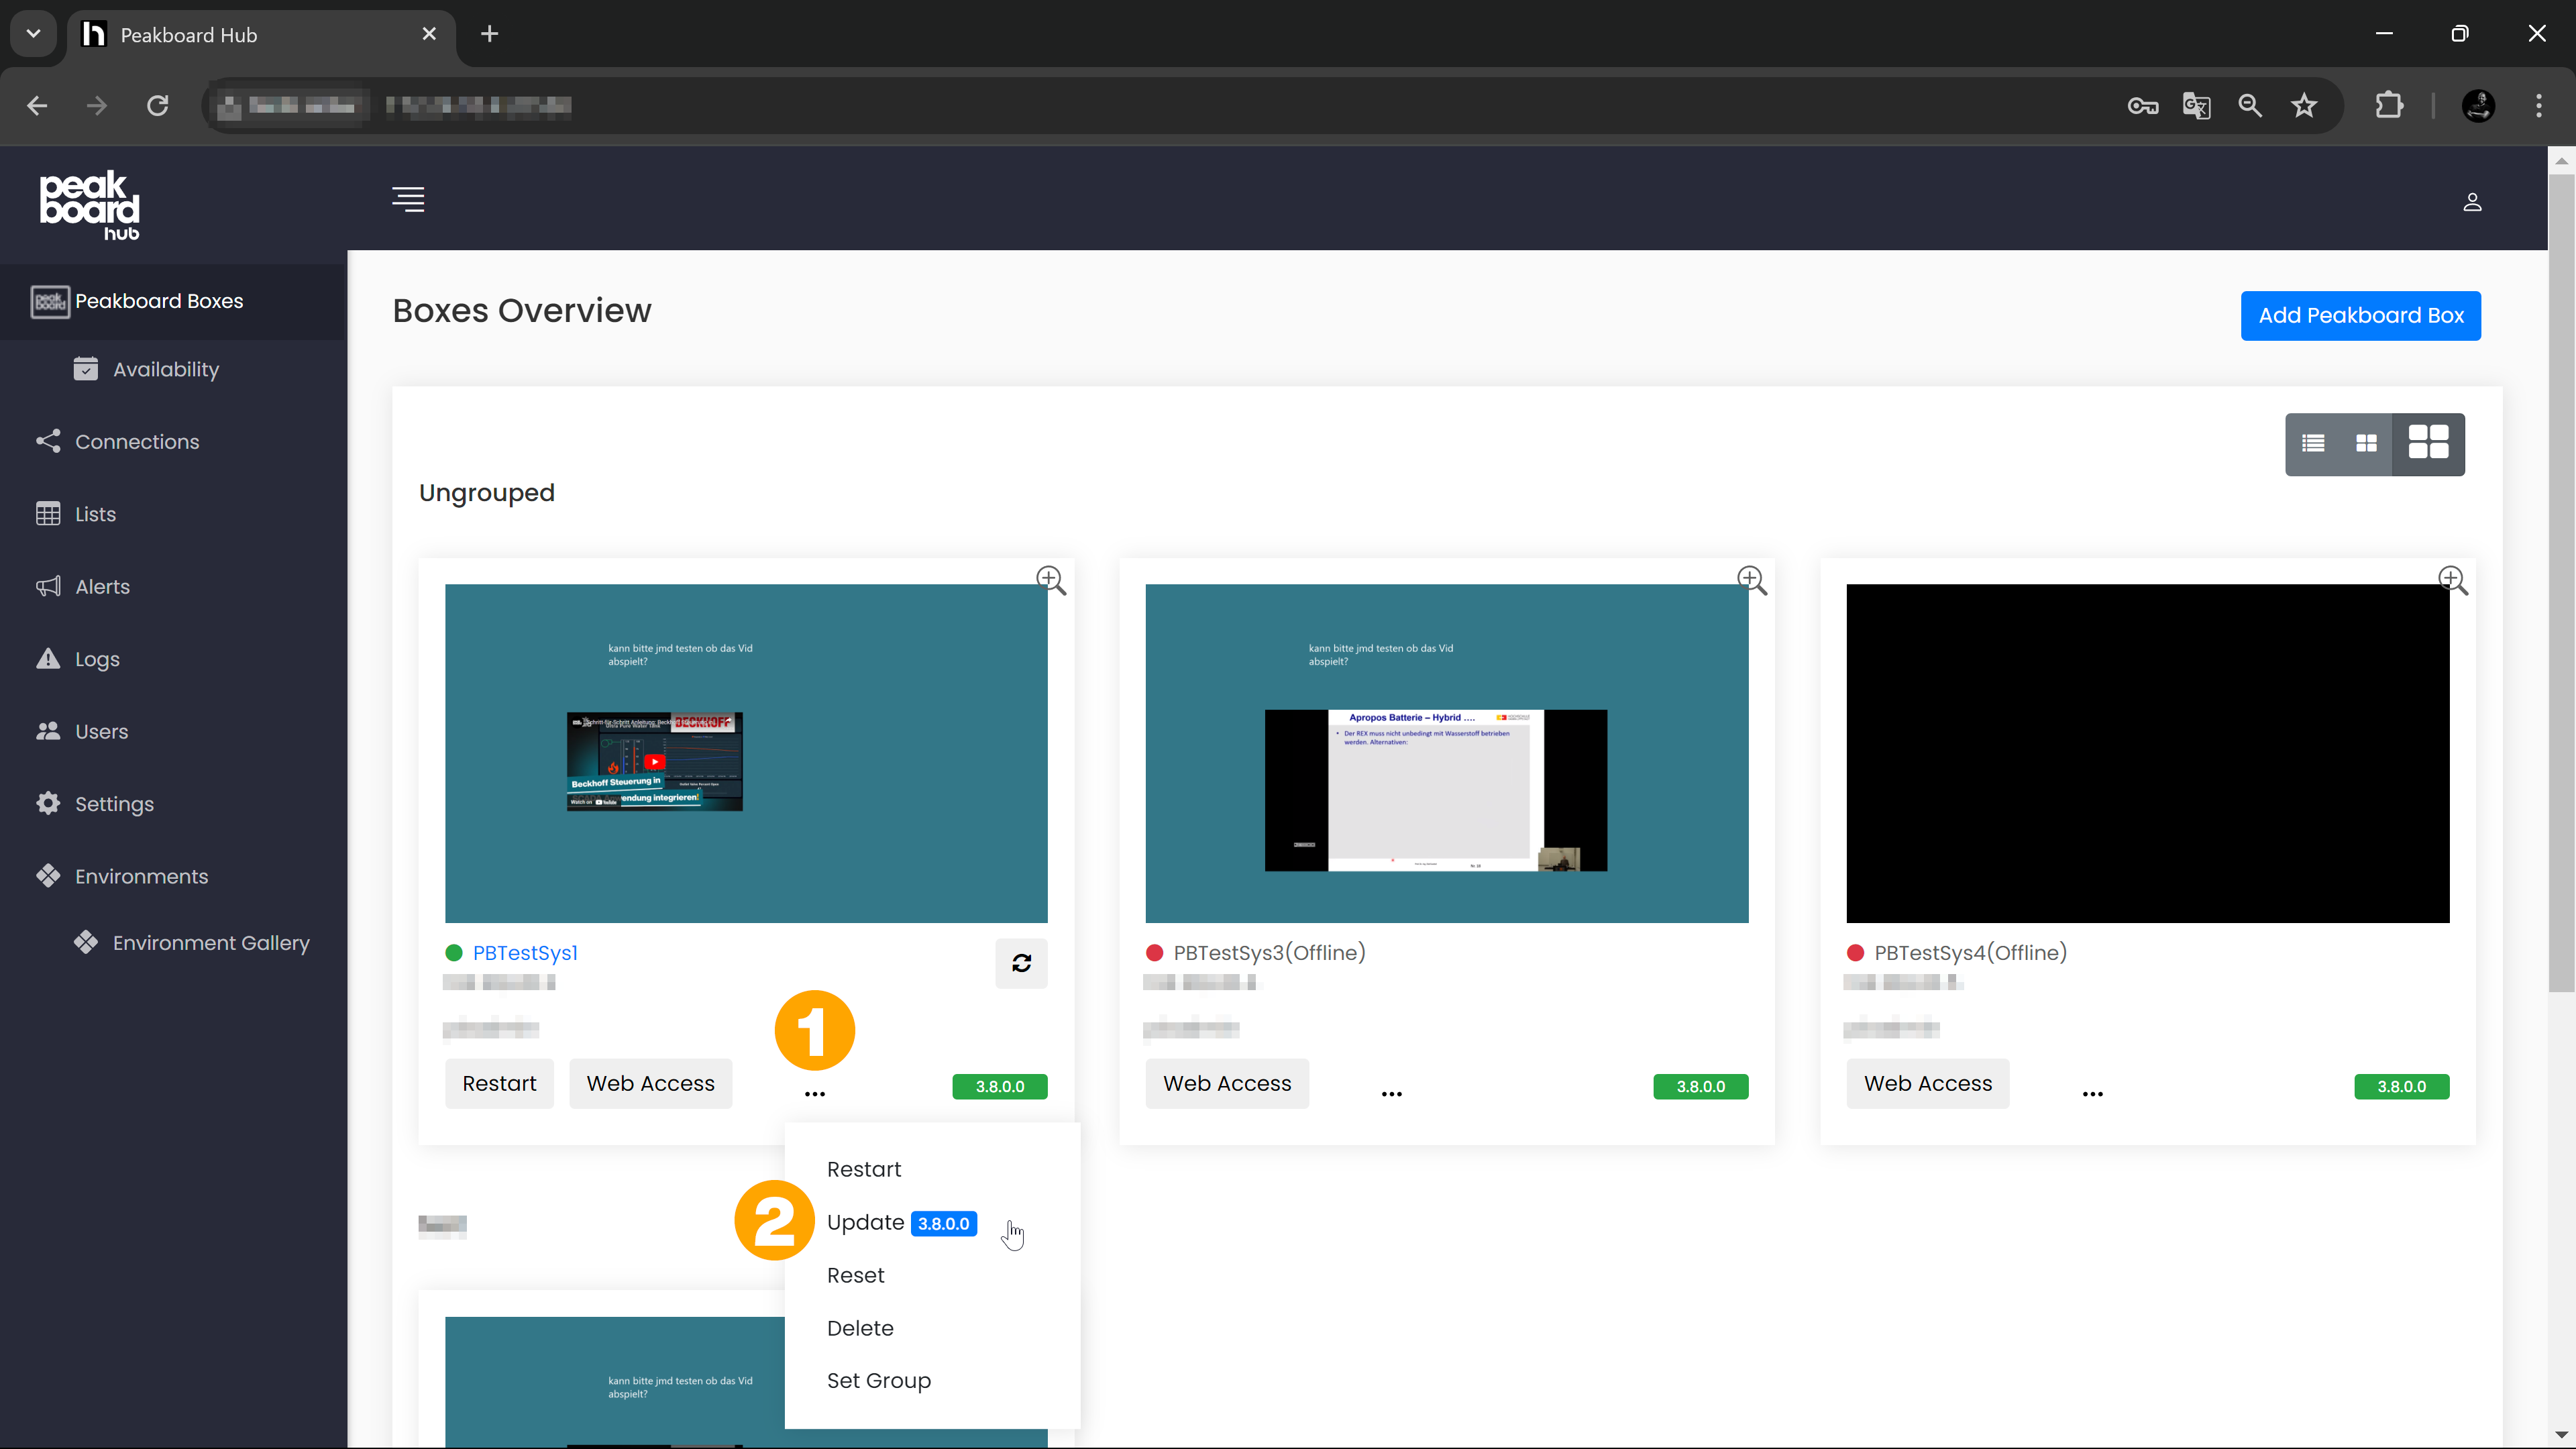 Peakboard Hub
peak
board
hub
Peakboard Boxes
Availability
Connections
Lists
Alerts
Logs
Users
Settings
Environments
Environment Gallery
Boxes Overview
Add Peakboard Box
Ungrouped
kann bitte jmd testen ob das Vid
abspielt?
BECKHOFF
Beckhoff Steuerung in
endung integrieren!
Watch on YouTube
PBTestSys1
1
Restart
Web Access
...
3.8.0.0
kann bitte jmd testen ob das Vid
abspielt?
Apropos Batterie – Hybrid ....
• Der REX muss nicht unbedingt mit Wasserstoff betrieben
werden. Alternativen:
PBTestSys3(Offline)
Web Access
...
3.8.0.0
PBTestSys4(Offline)
Web Access
...
3.8.0.0
Restart
2
Update 3.8.0.0
Reset
Delete
Set Group
kann bitte jmd testen ob das Vid
abspielt?